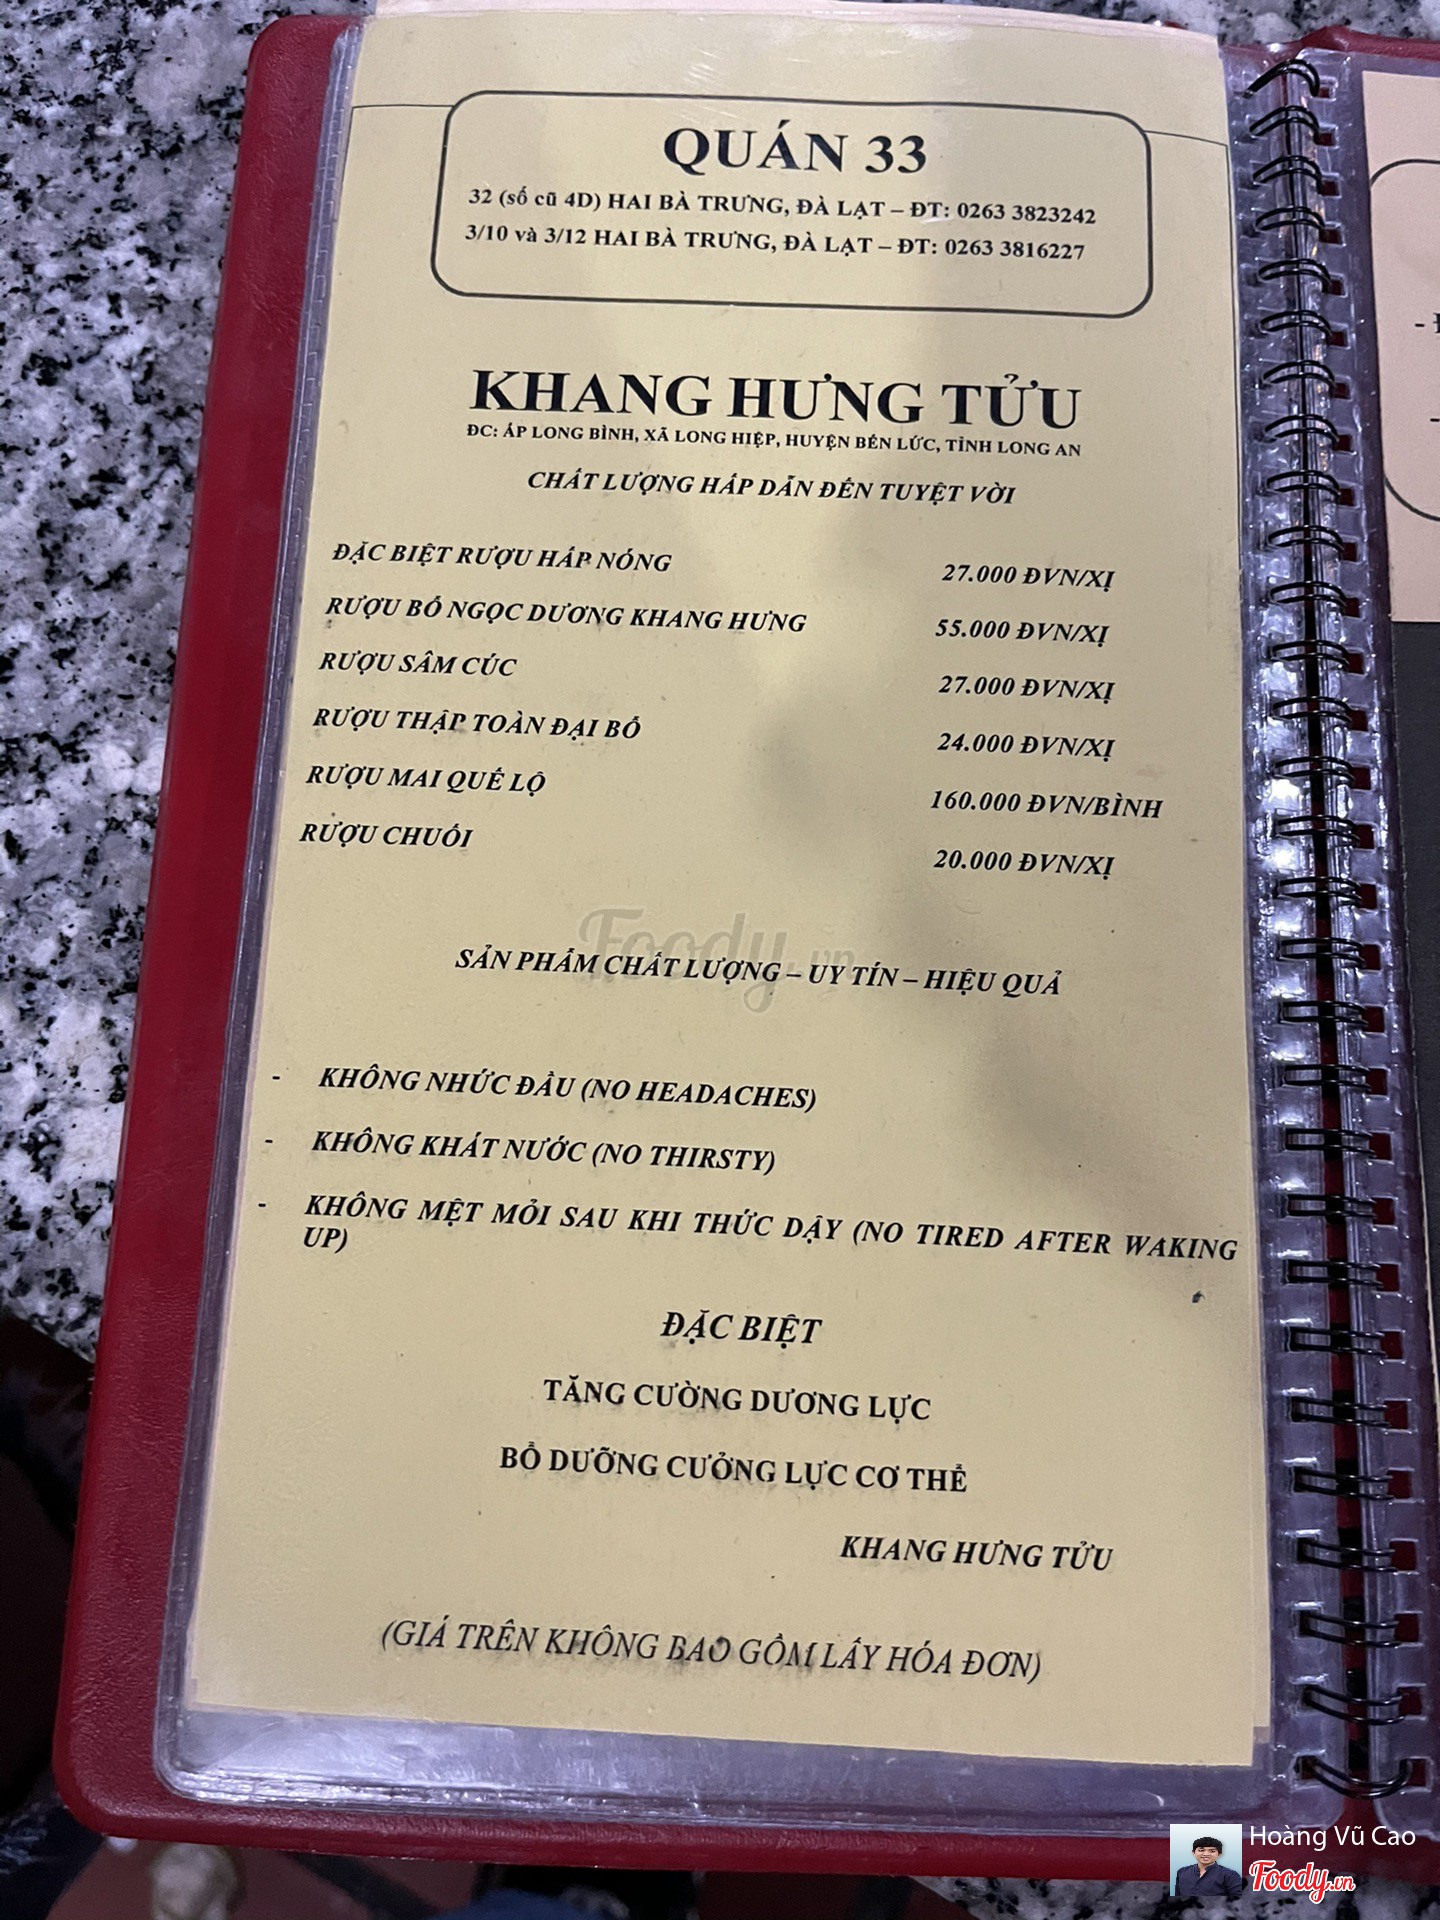 QUÁN 33
32 (số cũ 4D) HAI BÀ TRƯNG, ĐÀ LẠT – ĐT: 0263 3823242
3/10 và 3/12 HAI BÀ TRƯNG, ĐÀ LẠT – ĐT: 0263 3816227
KHANG HƯNG TỬU
ĐC: ÁP LONG BÌNH, XÃ LONG HIỆP, HUYỆN BẾN LỨC, TỈNH LONG AN
CHẤT LƯỢNG HẤP DẪN ĐẾN TUYỆT VỜI
ĐẶC BIỆT RƯỢU HẤP NÓNG 27.000 ĐVN/XỊ
RƯỢU BỔ NGỌC DƯƠNG KHANG HƯNG 55.000 ĐVN/XỊ
RƯỢU SÂM CÚC 27.000 ĐVN/XỊ
RƯỢU THẬP TOÀN ĐẠI BỔ 24.000 ĐVN/XỊ
RƯỢU MAI QUẾ LỘ 160.000 ĐVN/BÌNH
RƯỢU CHUỐI 20.000 ĐVN/XỊ
Foody.vn
SẢN PHẨM CHẤT LƯỢNG – UY TÍN – HIỆU QUẢ
- KHÔNG NHỨC ĐẦU (NO HEADACHES)
- KHÔNG KHÁT NƯỚC (NO THIRSTY)
- KHÔNG MỆT MỎI SAU KHI THỨC DẬY (NO TIRED AFTER WAKING
UP)
ĐẶC BIỆT
TĂNG CƯỜNG DƯƠNG LỰC
BỒ DƯỠNG CƯỞNG LỰC CƠ THỂ
KHANG HƯNG TỬU
(GIÁ TRÊN KHÔNG BAO GỒM LẤY HÓA ĐƠN)
Hoàng Vũ Cao
Foody.vn